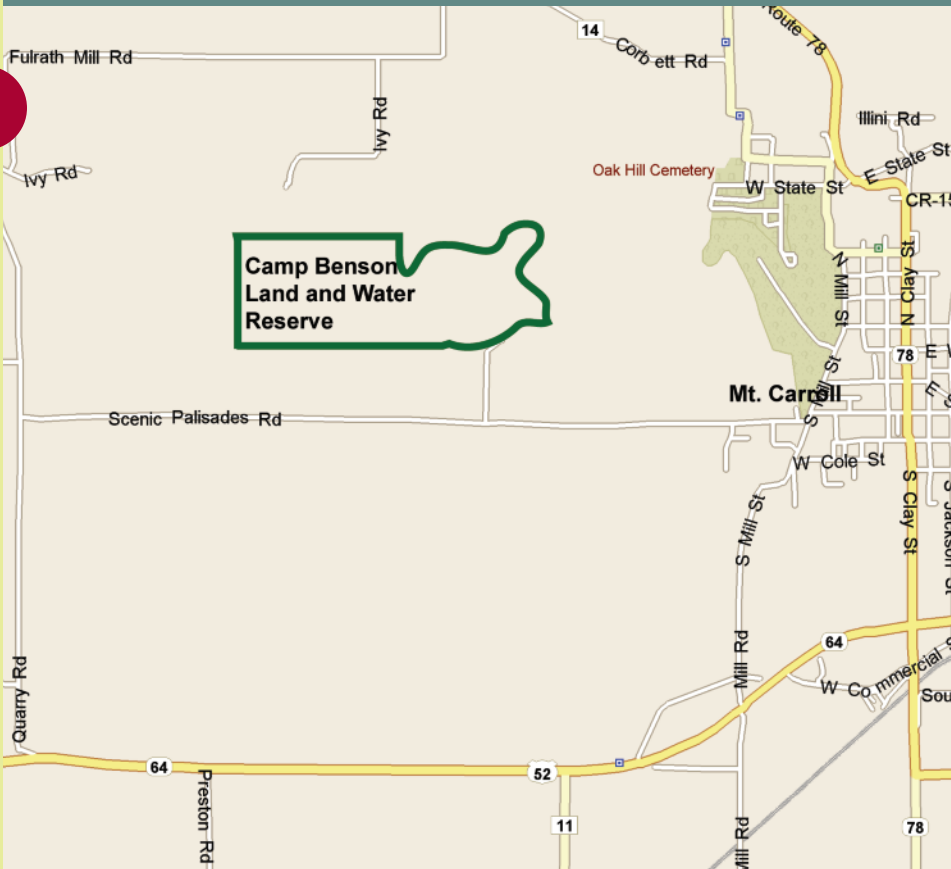 Route 78
14
Corbett Rd
Fulrath Mill Rd
Ivy Rd
Illini Rd
E State St
Oak Hill Cemetery
Ivy Rd
W State St
CR-15
Camp Benson
Land and Water
Reserve
N Mill St
N Clay St
78
E
E
Mt. Carroll
S Mill St
Scenic Palisades Rd
W Cole St
S Clay St
S Jackson St
S Mill St
64
Mill Rd
W Commercial S
Sou
Quarry Rd
64
52
Preston Rd
11
Mill Rd
78